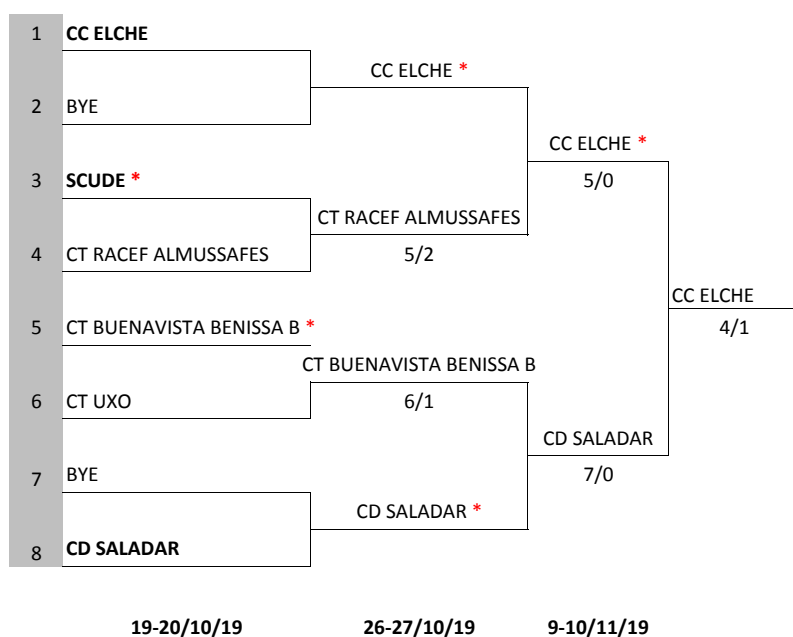 1 CC ELCHE
CC ELCHE *
2 BYE
CC ELCHE *
3 SCUDE * 5/0
CT RACEF ALMUSSAFES
4 CT RACEF ALMUSSAFES 5/2
CC ELCHE
5 CT BUENAVISTA BENISSA B * 4/1
CT BUENAVISTA BENISSA B
6 CT UXO 6/1
CD SALADAR
7 BYE 7/0
CD SALADAR *
8 CD SALADAR
19-20/10/19 26-27/10/19 9-10/11/19